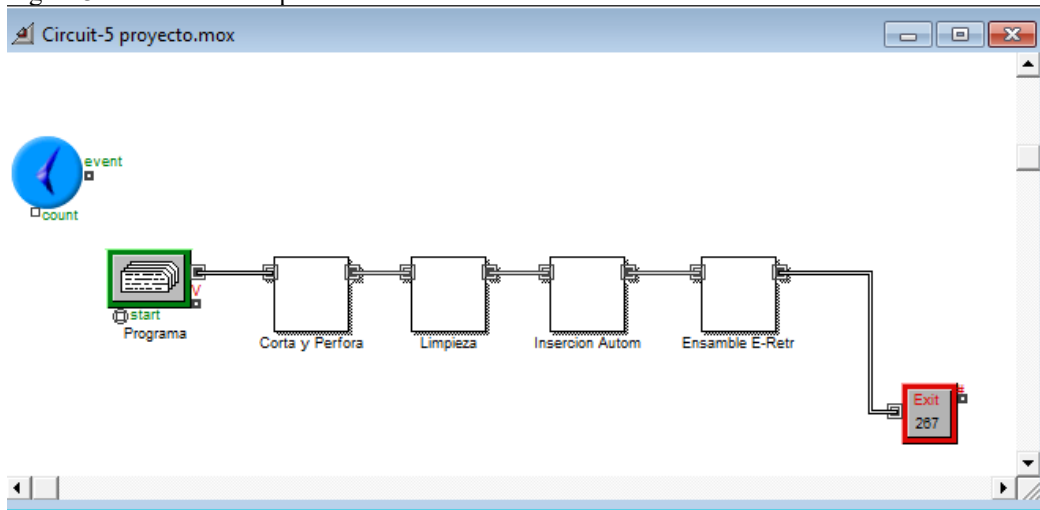 Circuit-5 proyecto.mox
event
count
V
start
Programa
Corta y Perfora
Limpieza
Insercion Autom
Ensamble E-Retr
Exit
267